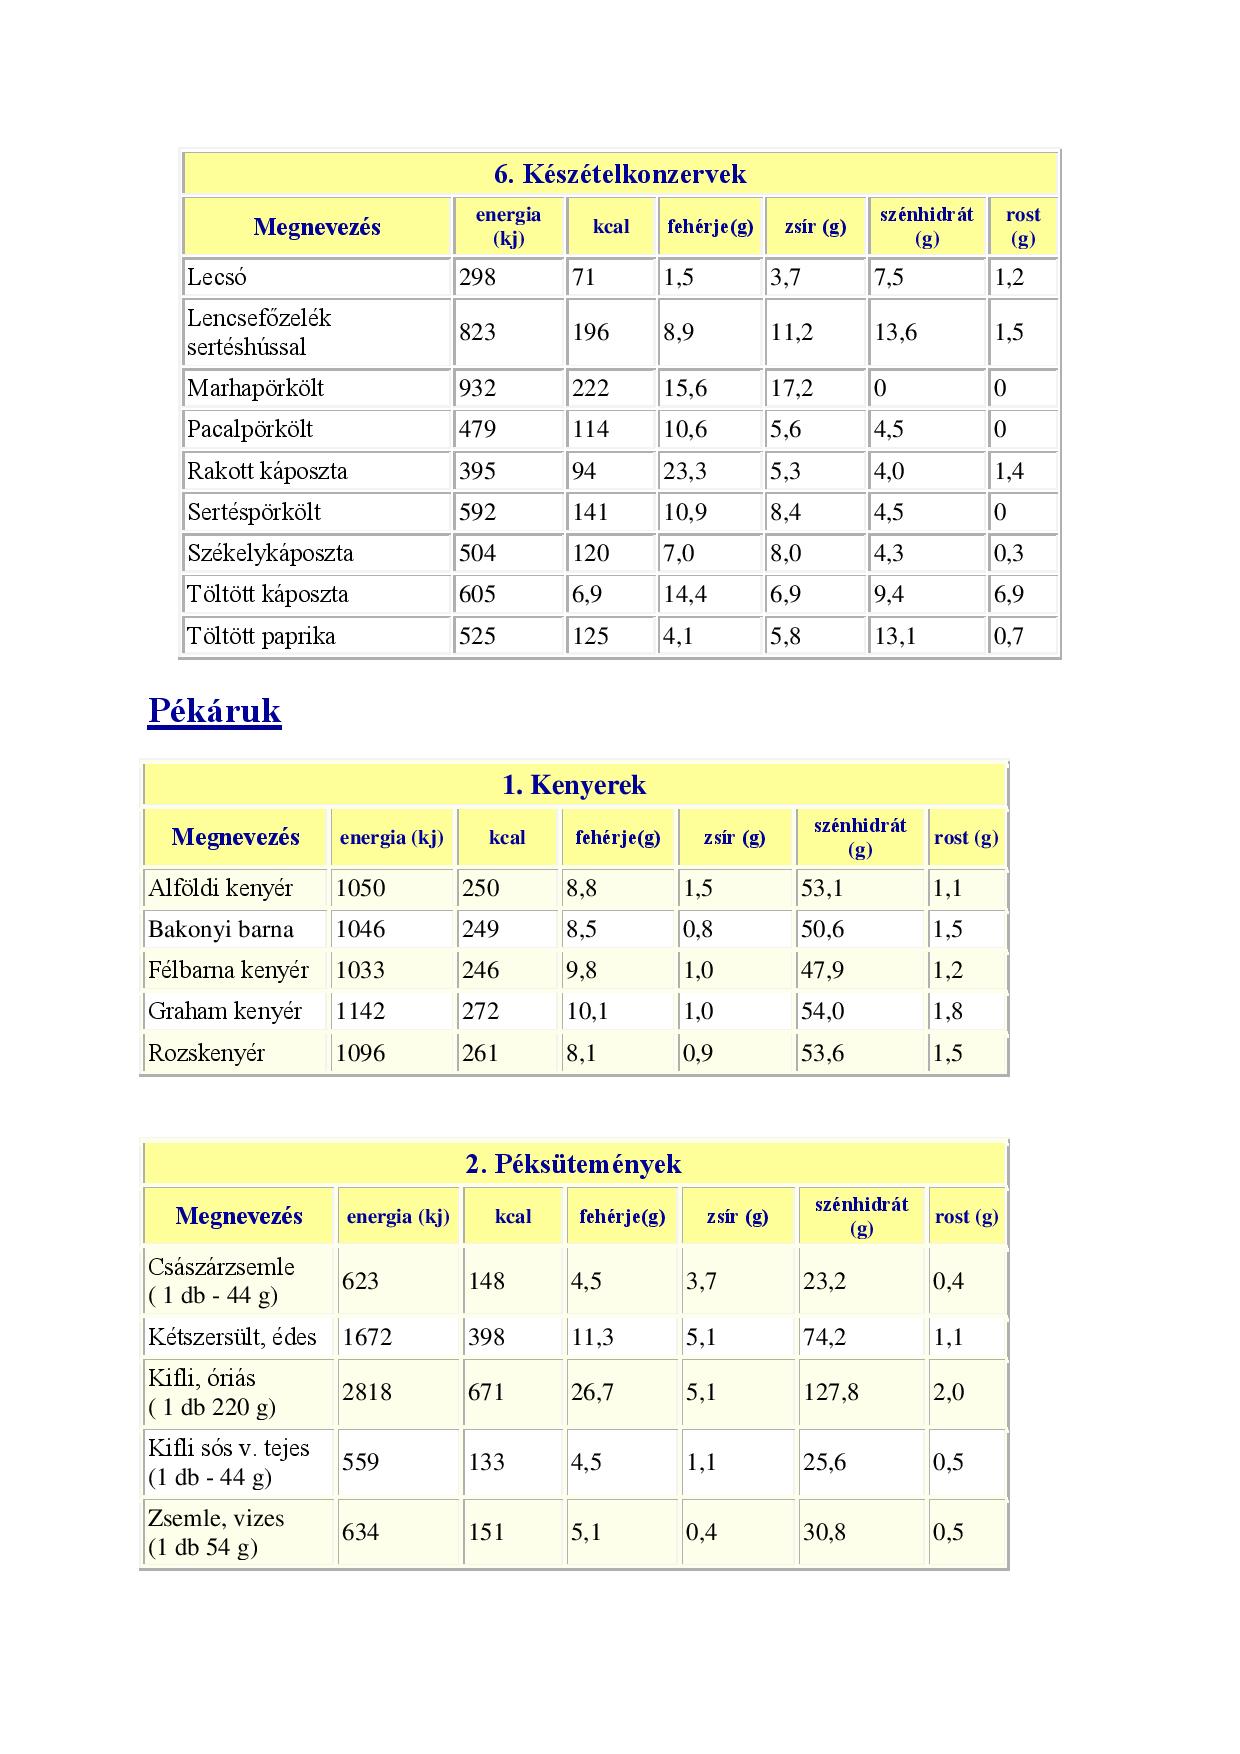 6. Készételkonzervek
Megnevezés energia (kj) kcal fehérje(g) zsír (g) szénhidrát (g) rost (g)
Lecsó 298 71 1,5 3,7 7,5 1,2
Lencsefőzelék sertéshússal 823 196 8,9 11,2 13,6 1,5
Marhapörkölt 932 222 15,6 17,2 0 0
Pacalpörkölt 479 114 10,6 5,6 4,5 0
Rakott káposzta 395 94 23,3 5,3 4,0 1,4
Sertéspörkölt 592 141 10,9 8,4 4,5 0
Székelykáposzta 504 120 7,0 8,0 4,3 0,3
Töltött káposzta 605 6,9 14,4 6,9 9,4 6,9
Töltött paprika 525 125 4,1 5,8 13,1 0,7
Pékáruk
1. Kenyerek
Megnevezés energia (kj) kcal fehérje(g) zsír (g) szénhidrát (g) rost (g)
Alföldi kenyér 1050 250 8,8 1,5 53,1 1,1
Bakonyi barna 1046 249 8,5 0,8 50,6 1,5
Félbarna kenyér 1033 246 9,8 1,0 47,9 1,2
Graham kenyér 1142 272 10,1 1,0 54,0 1,8
Rozskenyér 1096 261 8,1 0,9 53,6 1,5
2. Péksütemények
Megnevezés energia (kj) kcal fehérje(g) zsír (g) szénhidrát (g) rost (g)
Császárzsemle ( 1 db - 44 g) 623 148 4,5 3,7 23,2 0,4
Kétszersült, édes 1672 398 11,3 5,1 74,2 1,1
Kifli, óriás ( 1 db 220 g) 2818 671 26,7 5,1 127,8 2,0
Kifli sós v. tejes (1 db - 44 g) 559 133 4,5 1,1 25,6 0,5
Zsemle, vizes (1 db 54 g) 634 151 5,1 0,4 30,8 0,5